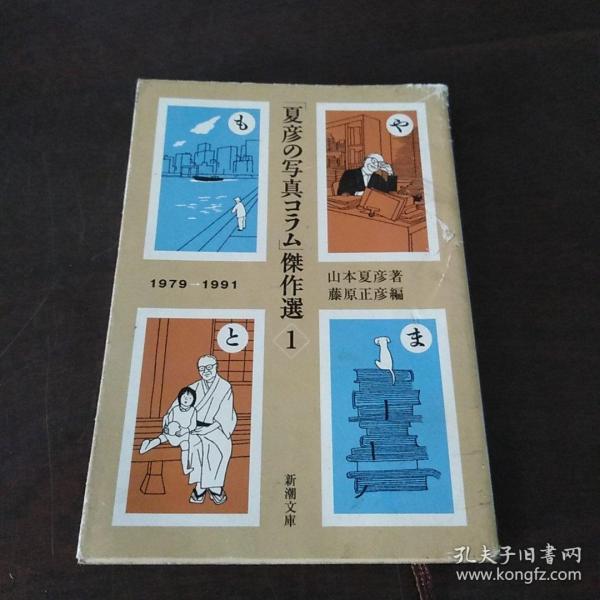 「夏彦の写真コラム」傑作選
1
や
ま
も
と
1979→1991
山本夏彦著
藤原正彦編
新潮文庫
孔夫子旧书网
www.kongfz.com